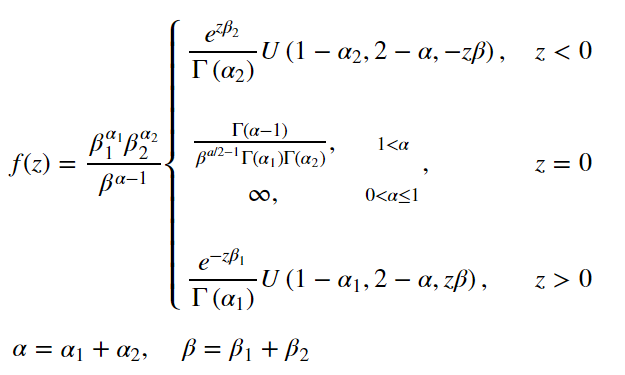 f(z) = \frac{\beta_1^{\alpha_1} \beta_2^{\alpha_2}}{\beta^{\alpha-1}} \begin{cases} \frac{e^{z\beta_2}}{\Gamma(\alpha_2)} U(1 - \alpha_2, 2 - \alpha, -z\beta), & z < 0 \\ \begin{matrix} \frac{\Gamma(\alpha-1)}{\beta^{a/2-1}\Gamma(\alpha_1)\Gamma(\alpha_2)}, & 1<\alpha \\ \infty, & 0<\alpha\leq 1 \end{matrix}, & z = 0 \\ \frac{e^{-z\beta_1}}{\Gamma(\alpha_1)} U(1 - \alpha_1, 2 - \alpha, z\beta), & z > 0 \end{cases}
\alpha = \alpha_1 + \alpha_2, \quad \beta = \beta_1 + \beta_2